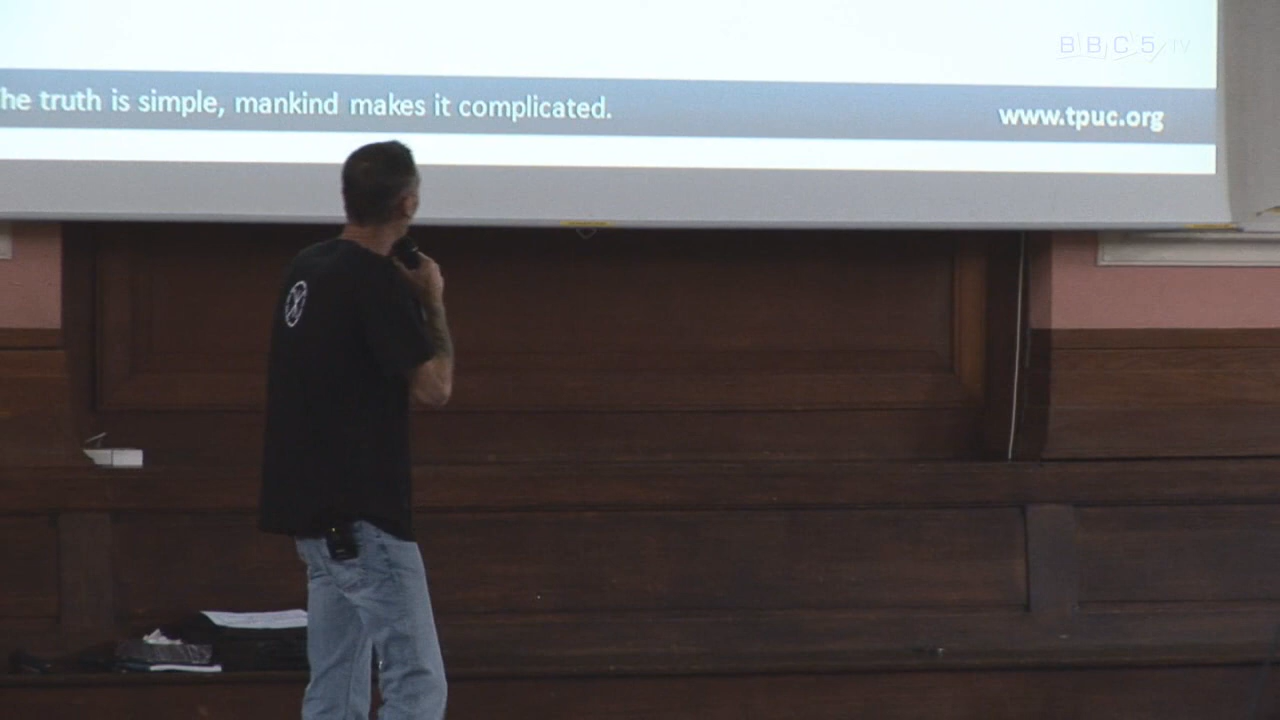 BBC5.TV
he truth is simple, mankind makes it complicated.
www.tpuc.org